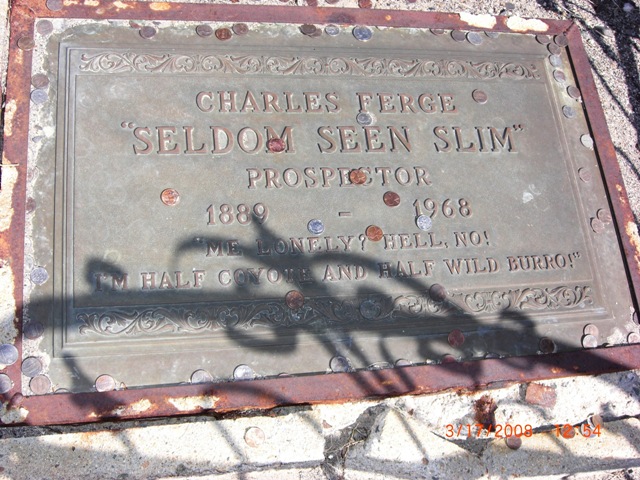 CHARLES FERGE
"SELDOM SEEN SLIM"
PROSPECTOR
1889 - 1968
"ME LONELY? HELL, NO!
I'M HALF COYOTE AND HALF WILD BURRO!"
3/17/2008 12:54